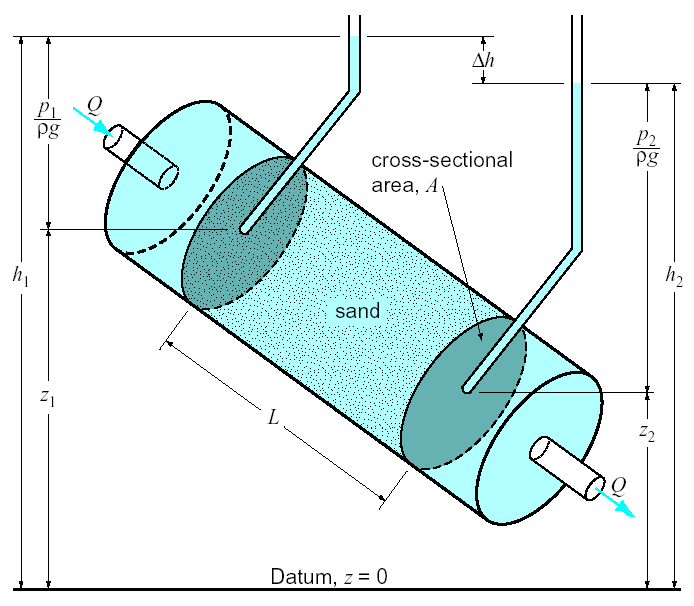 Δh
p₁
ρg
Q
p₂
ρg
cross-sectional
area, A
h₁
h₂
sand
z₁
L
z₂
Q
Datum, z = 0